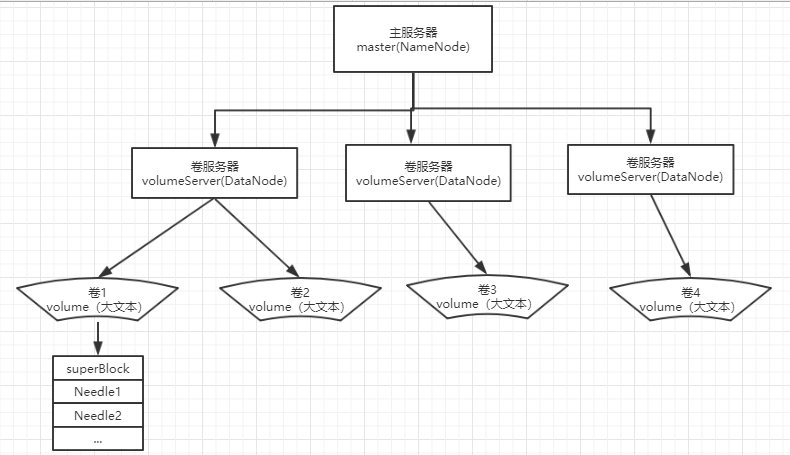 主服务器
master(NameNode)
卷服务器
volumeServer(DataNode)
卷服务器
volumeServer(DataNode)
卷服务器
volumeServer(DataNode)
卷1
volume（大文本）
卷2
volume（大文本）
卷3
volume（大文本）
卷4
volume（大文本）
superBlock
Needle1
Needle2
...